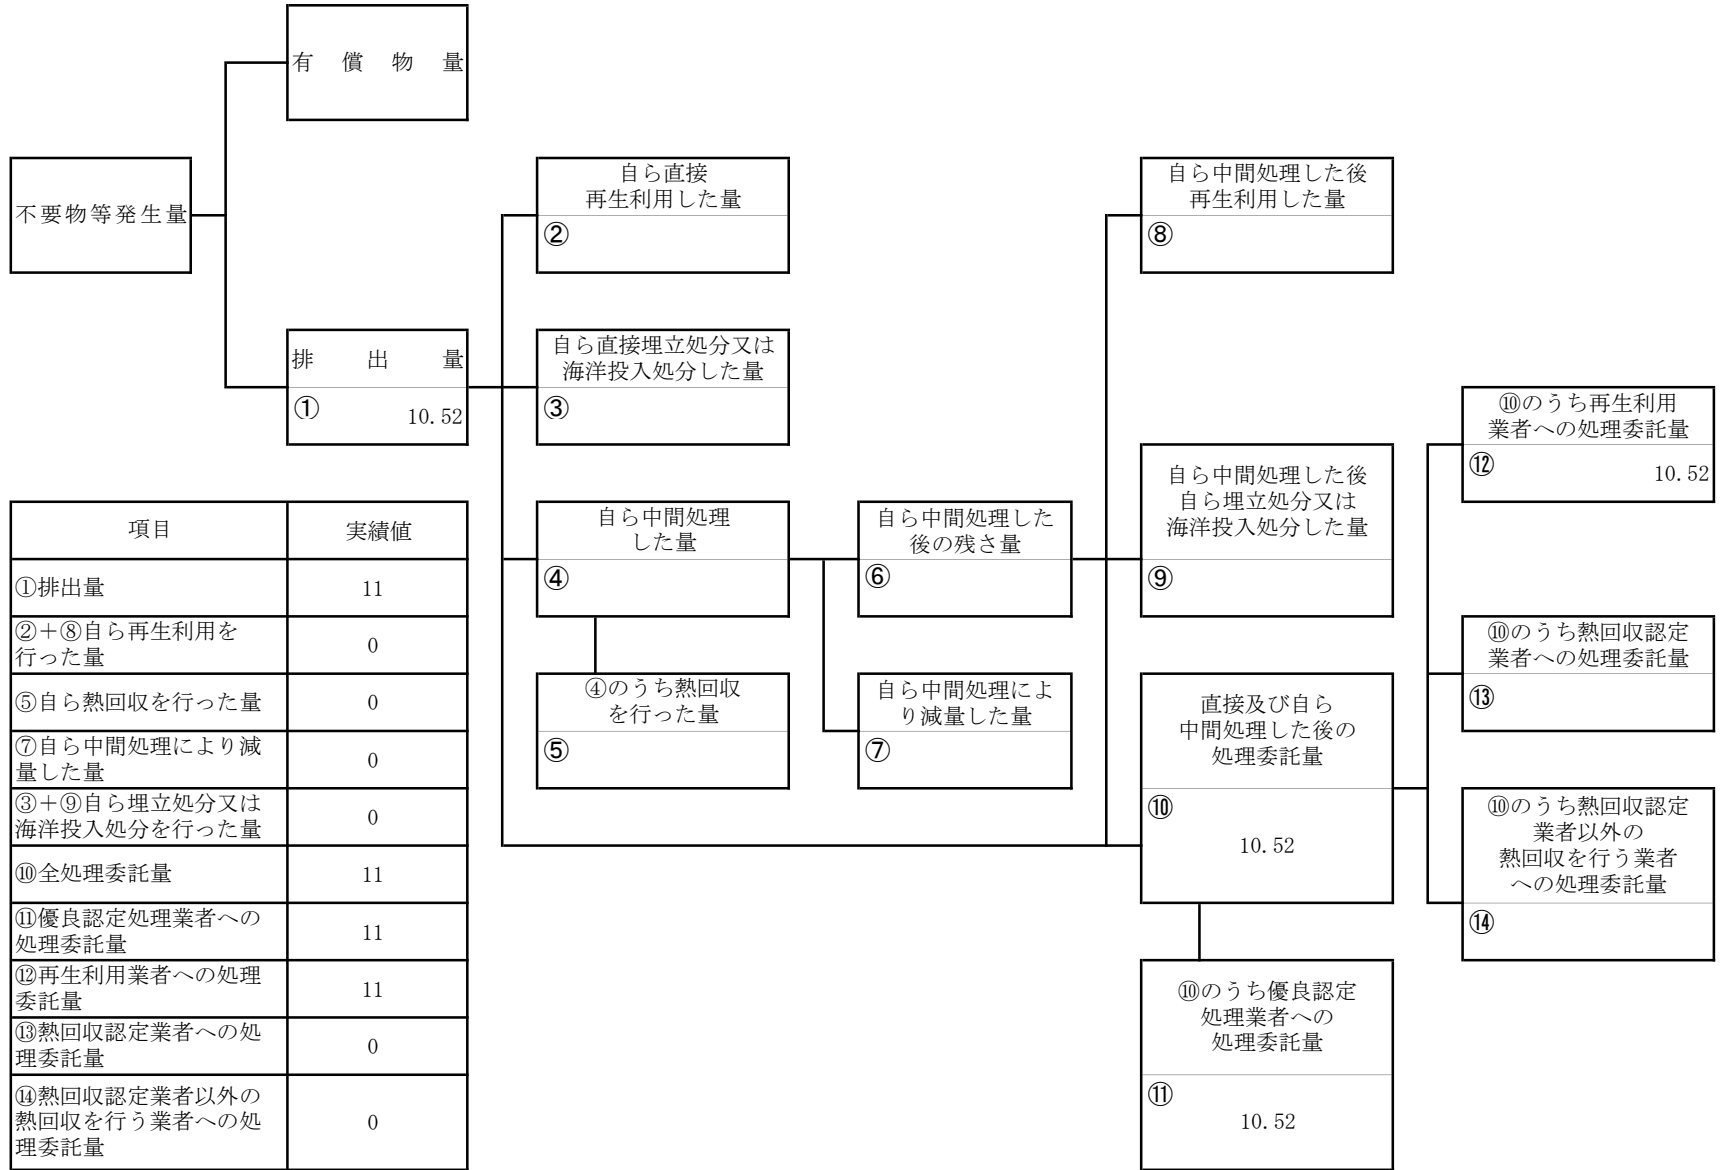 有償物量
不要物等発生量
自ら直接
再生利用した量
②
自ら中間処理した後
再生利用した量
⑧
排出量
①
10.52
自ら直接埋立処分又は
海洋投入処分した量
③
⑩のうち再生利用
業者への処理委託量
⑫
10.52
自ら中間処理
した量
④
自ら中間処理した
後の残さ量
⑥
自ら中間処理した後
自ら埋立処分又は
海洋投入処分した量
⑨
⑩のうち熱回収認定
業者への処理委託量
⑬
④のうち熱回収
を行った量
⑤
自ら中間処理によ
り減量した量
⑦
直接及び自ら
中間処理した後の
処理委託量
⑩
10.52
⑩のうち熱回収認定
業者以外の
熱回収を行う業者
への処理委託量
⑭
⑩のうち優良認定
処理業者への
処理委託量
⑪
10.52
項目 実績値
①排出量 11
②＋⑧自ら再生利用を
行った量 0
⑤自ら熱回収を行った量 0
⑦自ら中間処理により減
量した量 0
③＋⑨自ら埋立処分又は
海洋投入処分を行った量 0
⑩全処理委託量 11
⑪優良認定処理業者への
処理委託量 11
⑫再生利用業者への処理
委託量 11
⑬熱回収認定業者への処
理委託量 0
⑭熱回収認定業者以外の
熱回収を行う業者への処
理委託量 0